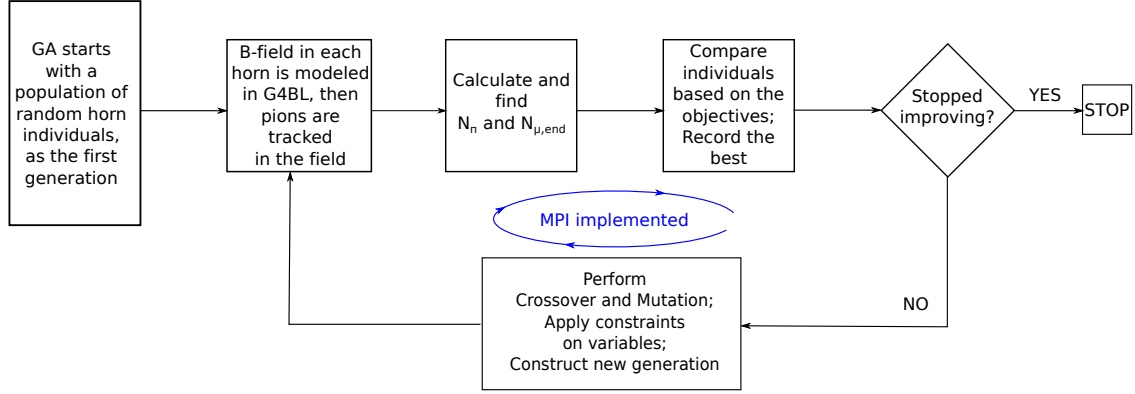 GA starts
with a
population of
random horn
individuals,
as the first
generation
B-field in each
horn is modeled
in G4BL, then
pions are
tracked
in the field
Calculate and
find
Nπ and Nμ,end
Compare
individuals
based on the
objectives;
Record the
best
Stopped
improving?
YES
STOP
MPI implemented
NO
Perform
Crossover and Mutation;
Apply constraints
on variables;
Construct new generation